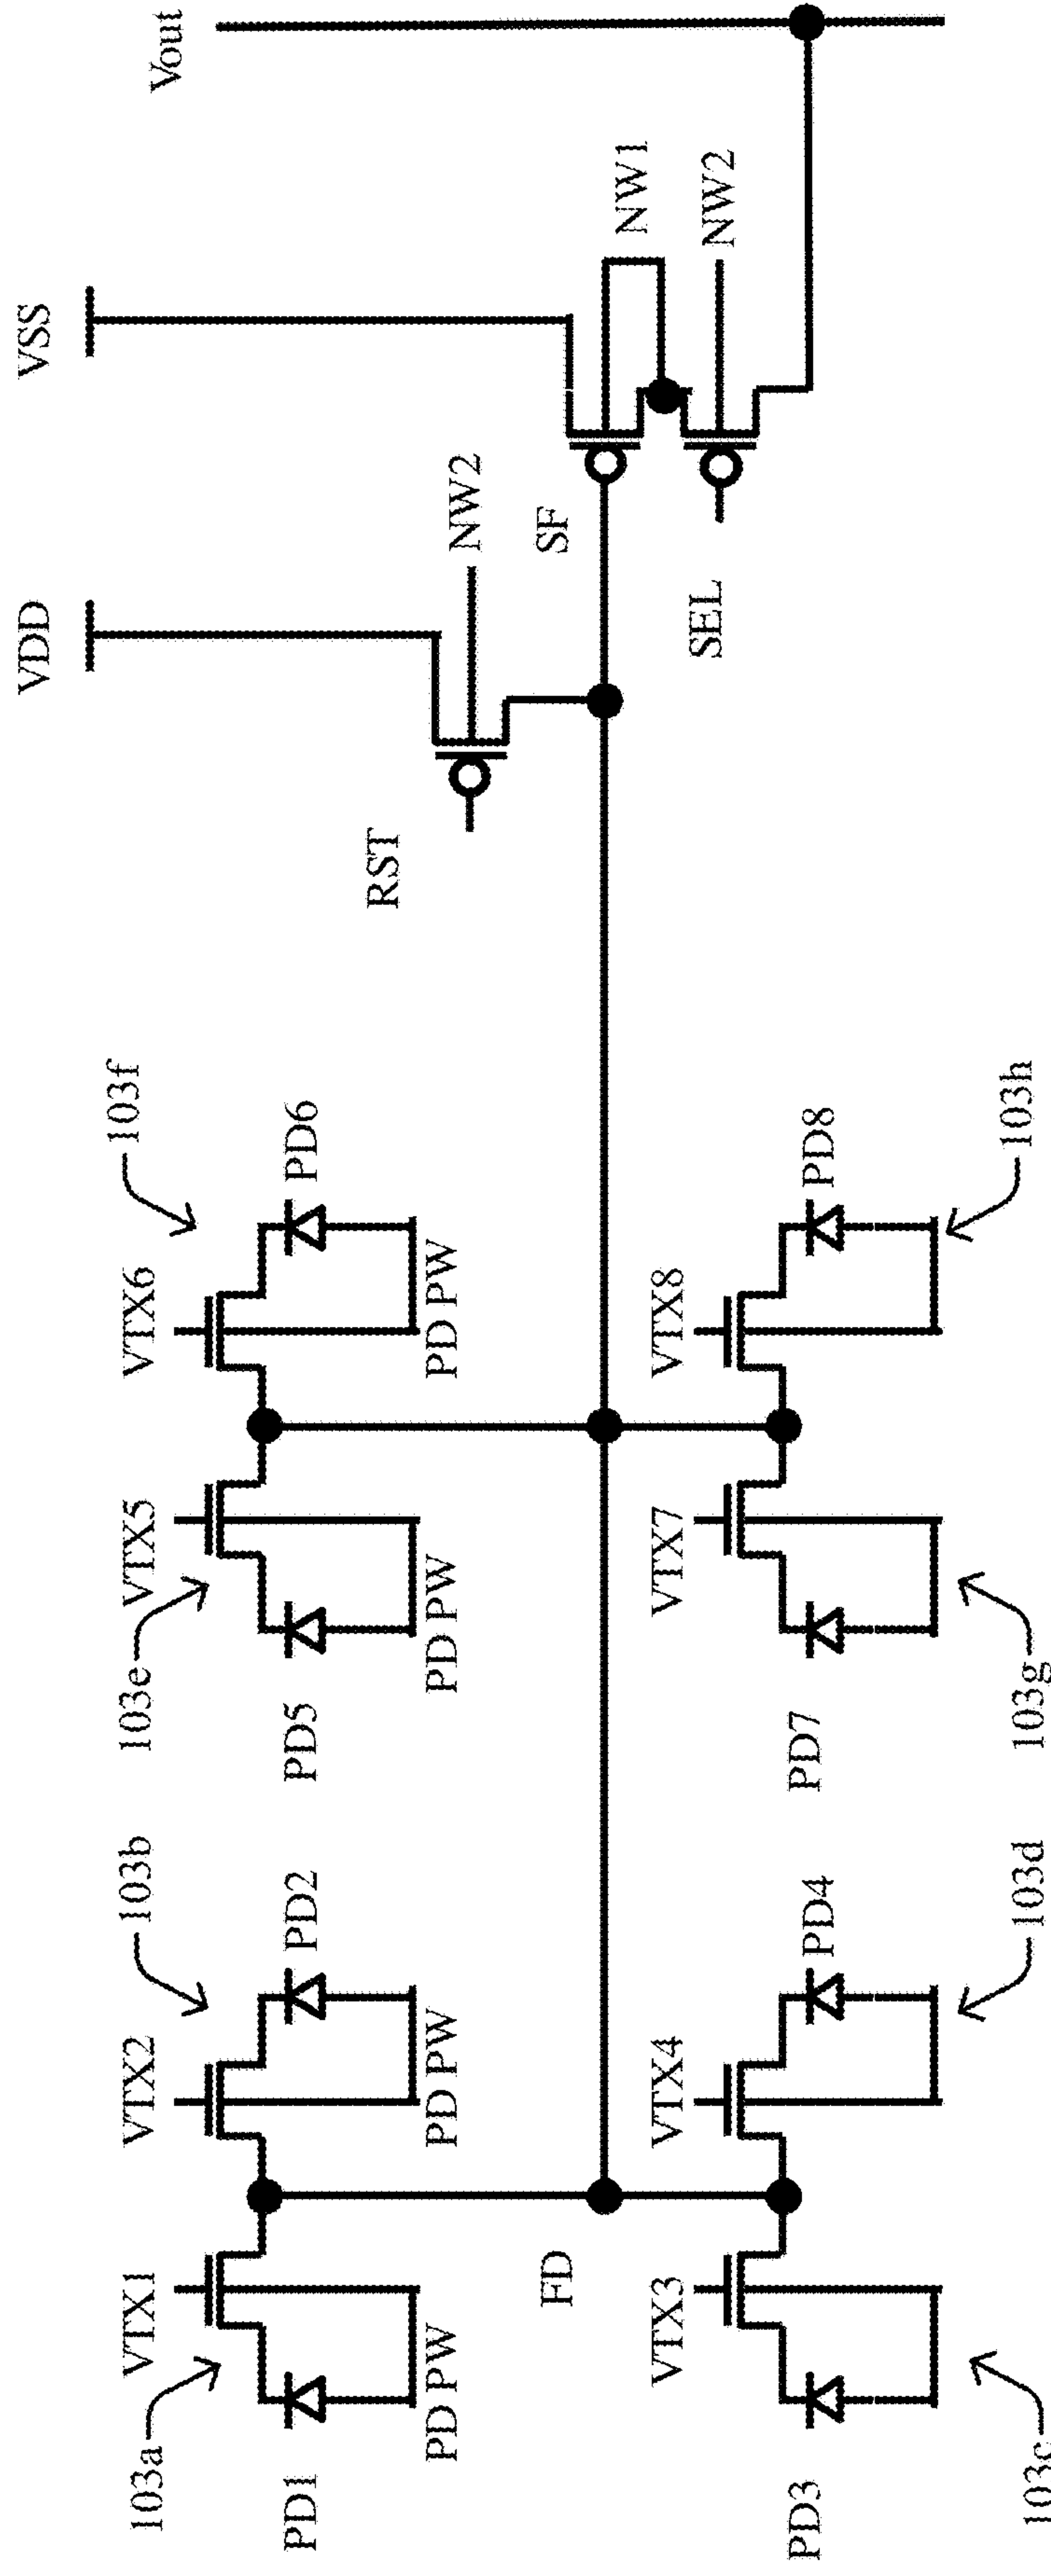 103a
VTX1
PD1
PD PW
103b
VTX2
PD2
PD PW
103e
VTX5
PD5
PD PW
103f
VTX6
PD6
PD PW
FD
103c
VTX3
PD3
103d
VTX4
PD4
103g
VTX7
PD7
103h
VTX8
PD8
VDD
RST
NW2
VSS
SF
NW1
SEL
NW2
Vout